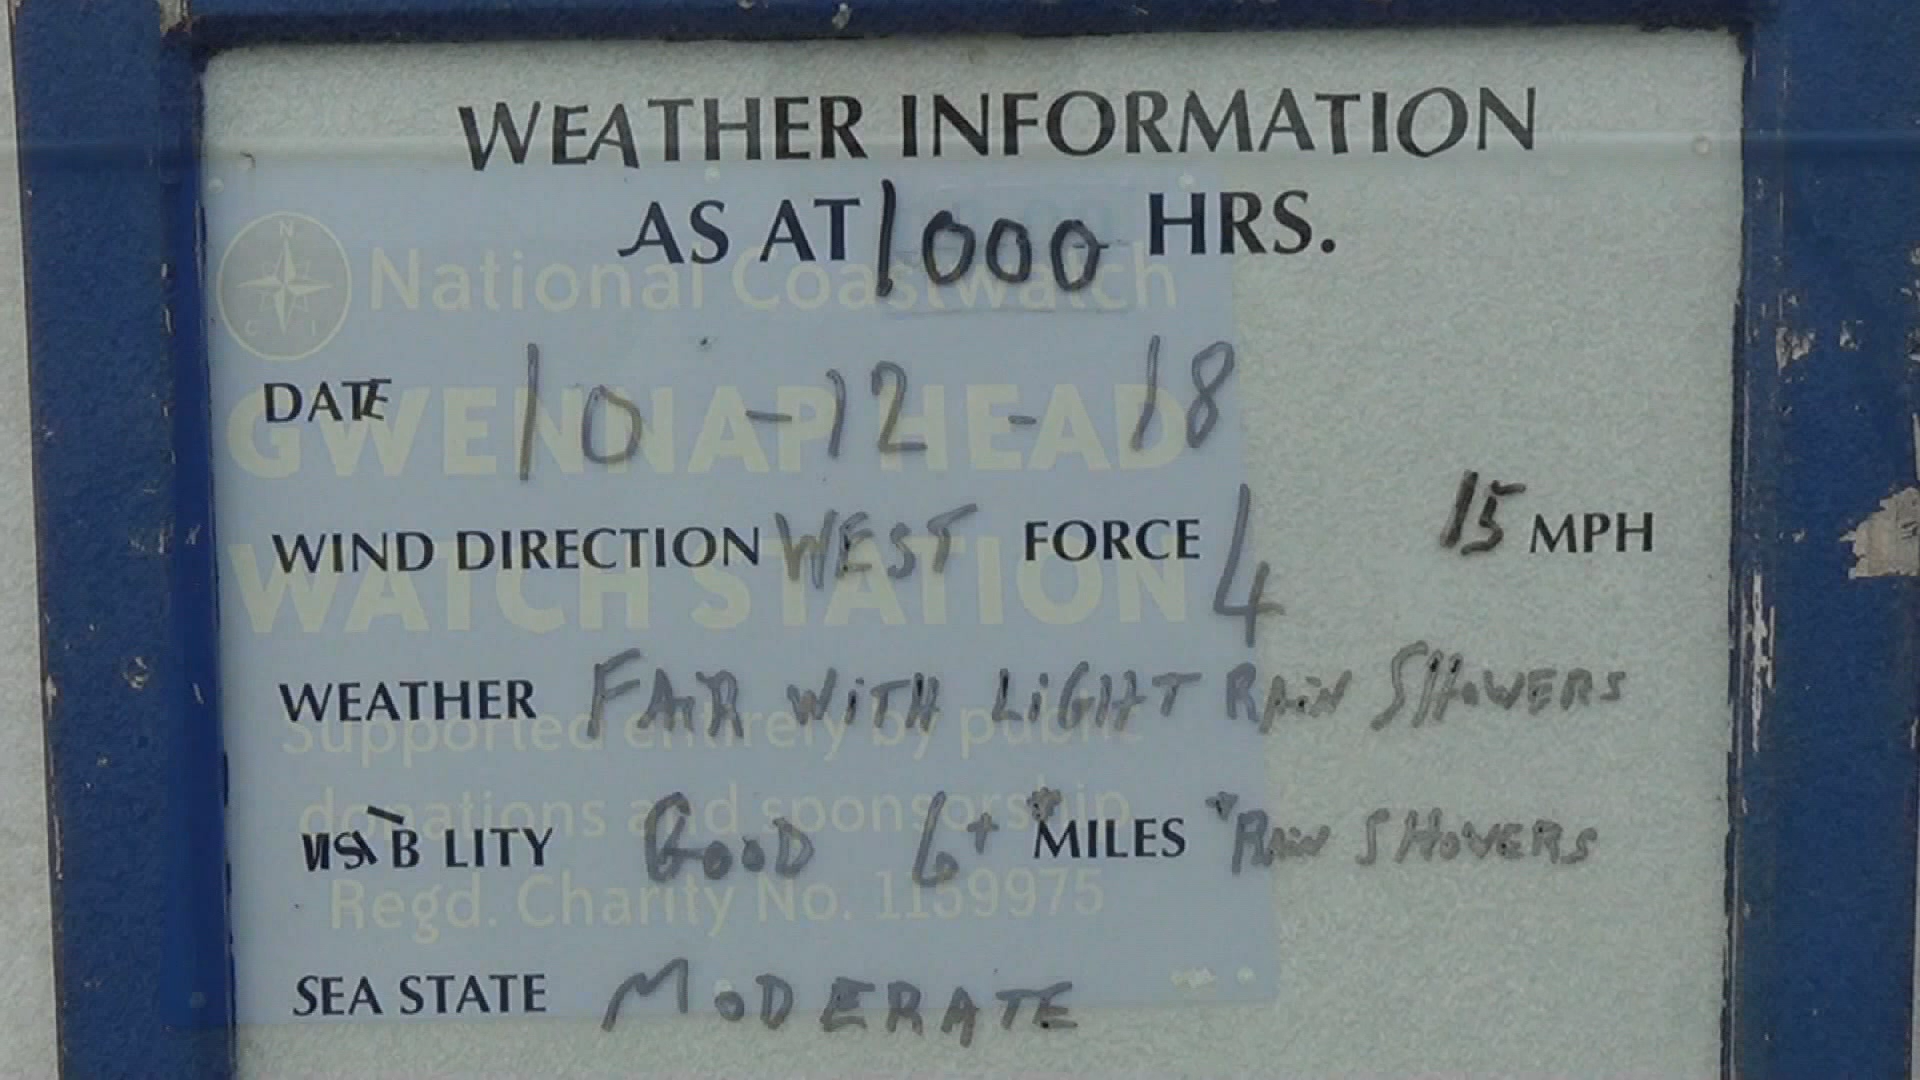 WEATHER INFORMATION
AS AT 1000 HRS.
National Coastwatch
DATE 10 - 12 - 18
GWENNAP HEAD
WIND DIRECTION WEST FORCE 4 15 MPH
WATCH STATION
WEATHER FAIR WITH LIGHT RAIN SHOWERS
Supported entirely by public
donations and sponsorship
VISIB LITY GOOD 6+ *MILES *RAIN SHOWERS
Regd. Charity No. 1159975
SEA STATE MODERATE